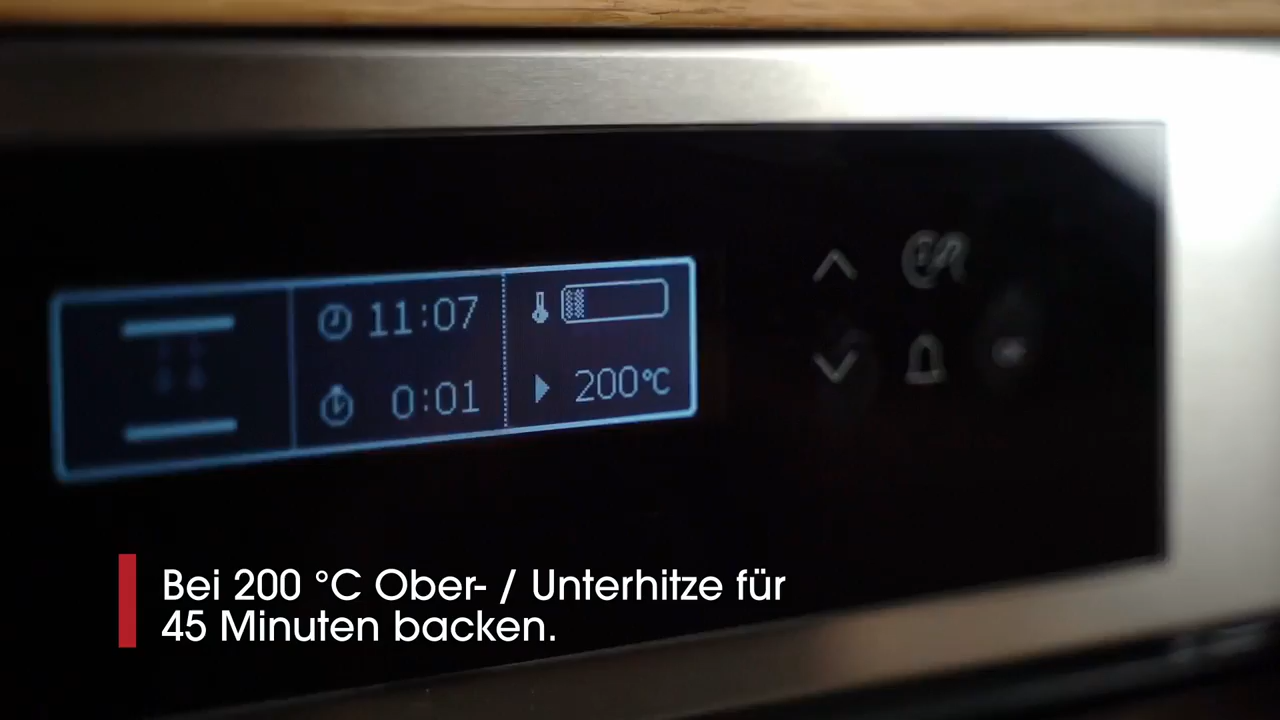 11:07
0:01
200°C
Bei 200 °C Ober- / Unterhitze für
45 Minuten backen.